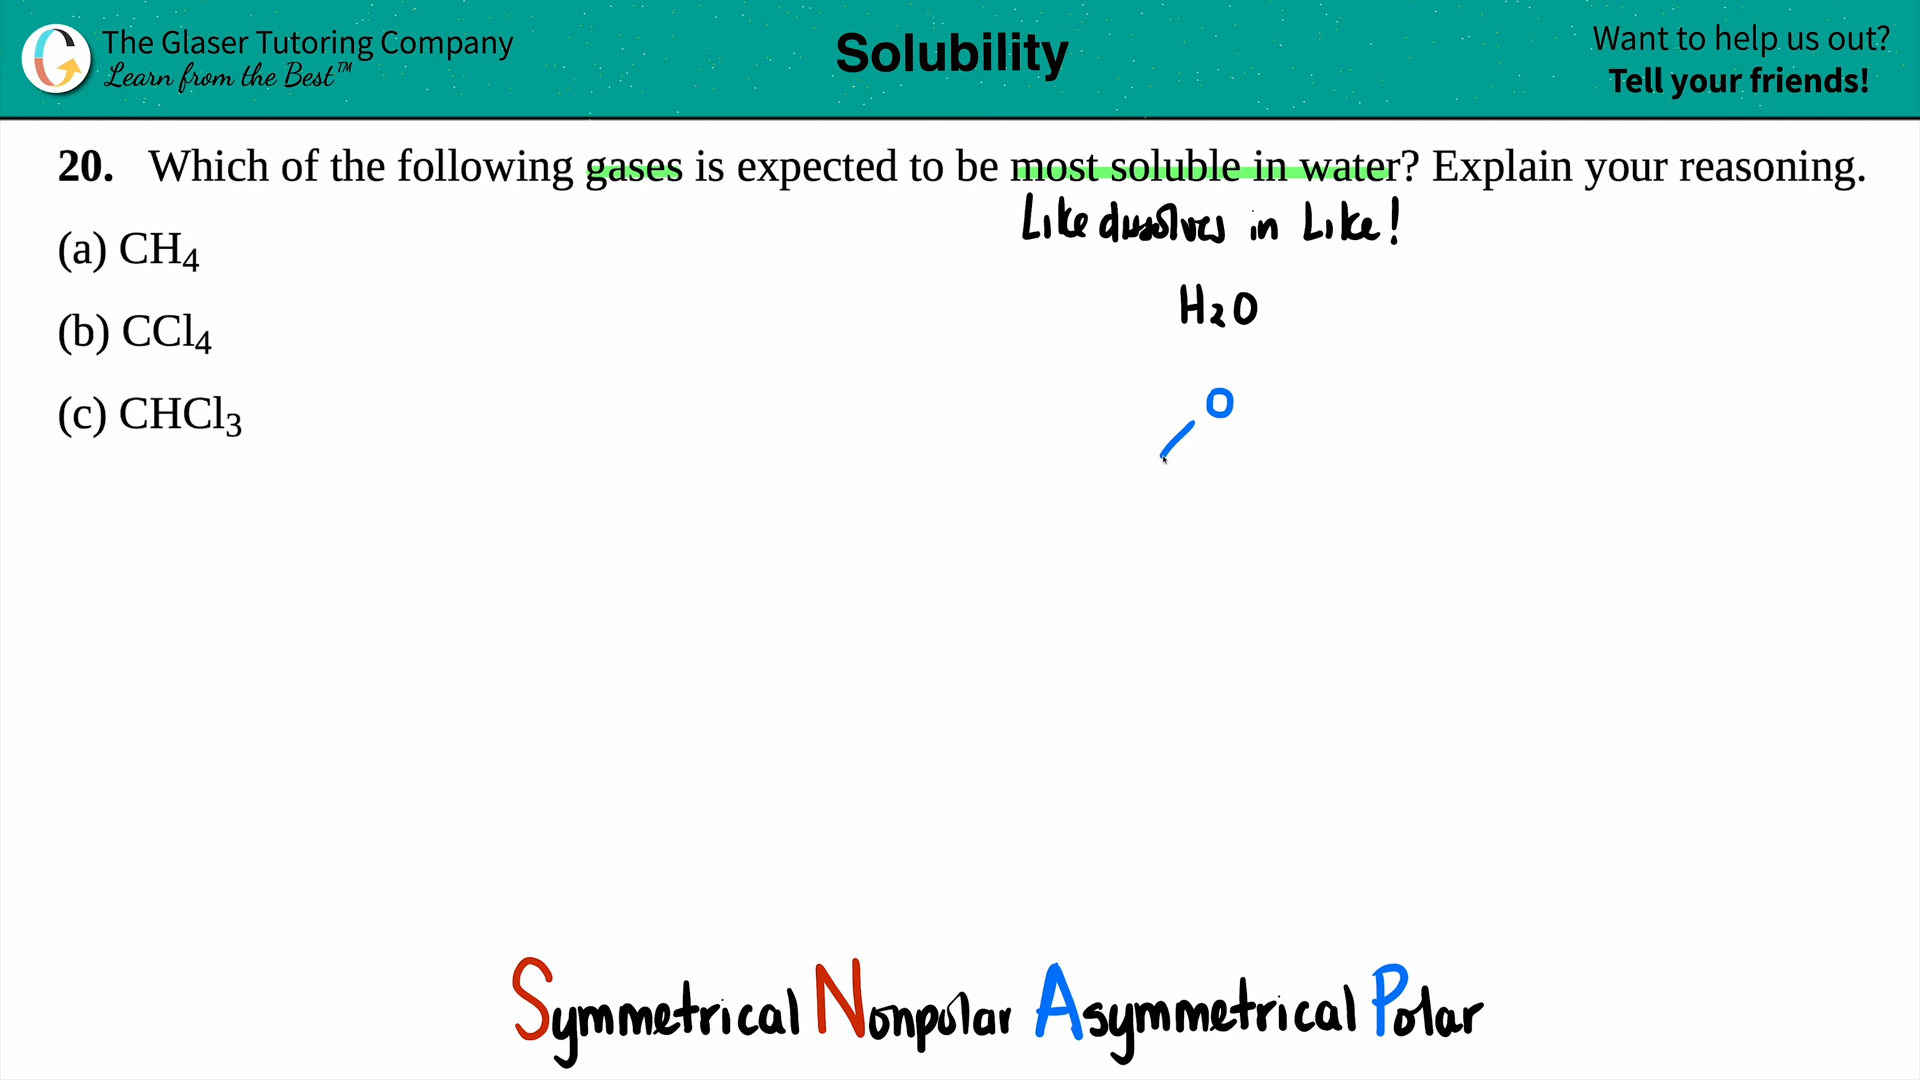 The Glaser Tutoring Company
Learn from the Best™
Solubility
Want to help us out?
Tell your friends!
20. Which of the following gases is expected to be most soluble in water? Explain your reasoning.
Like dissolves in Like!
(a) CH₄
H₂O
(b) CCl₄
(c) CHCl₃
O
Symmetrical Nonpolar Asymmetrical Polar